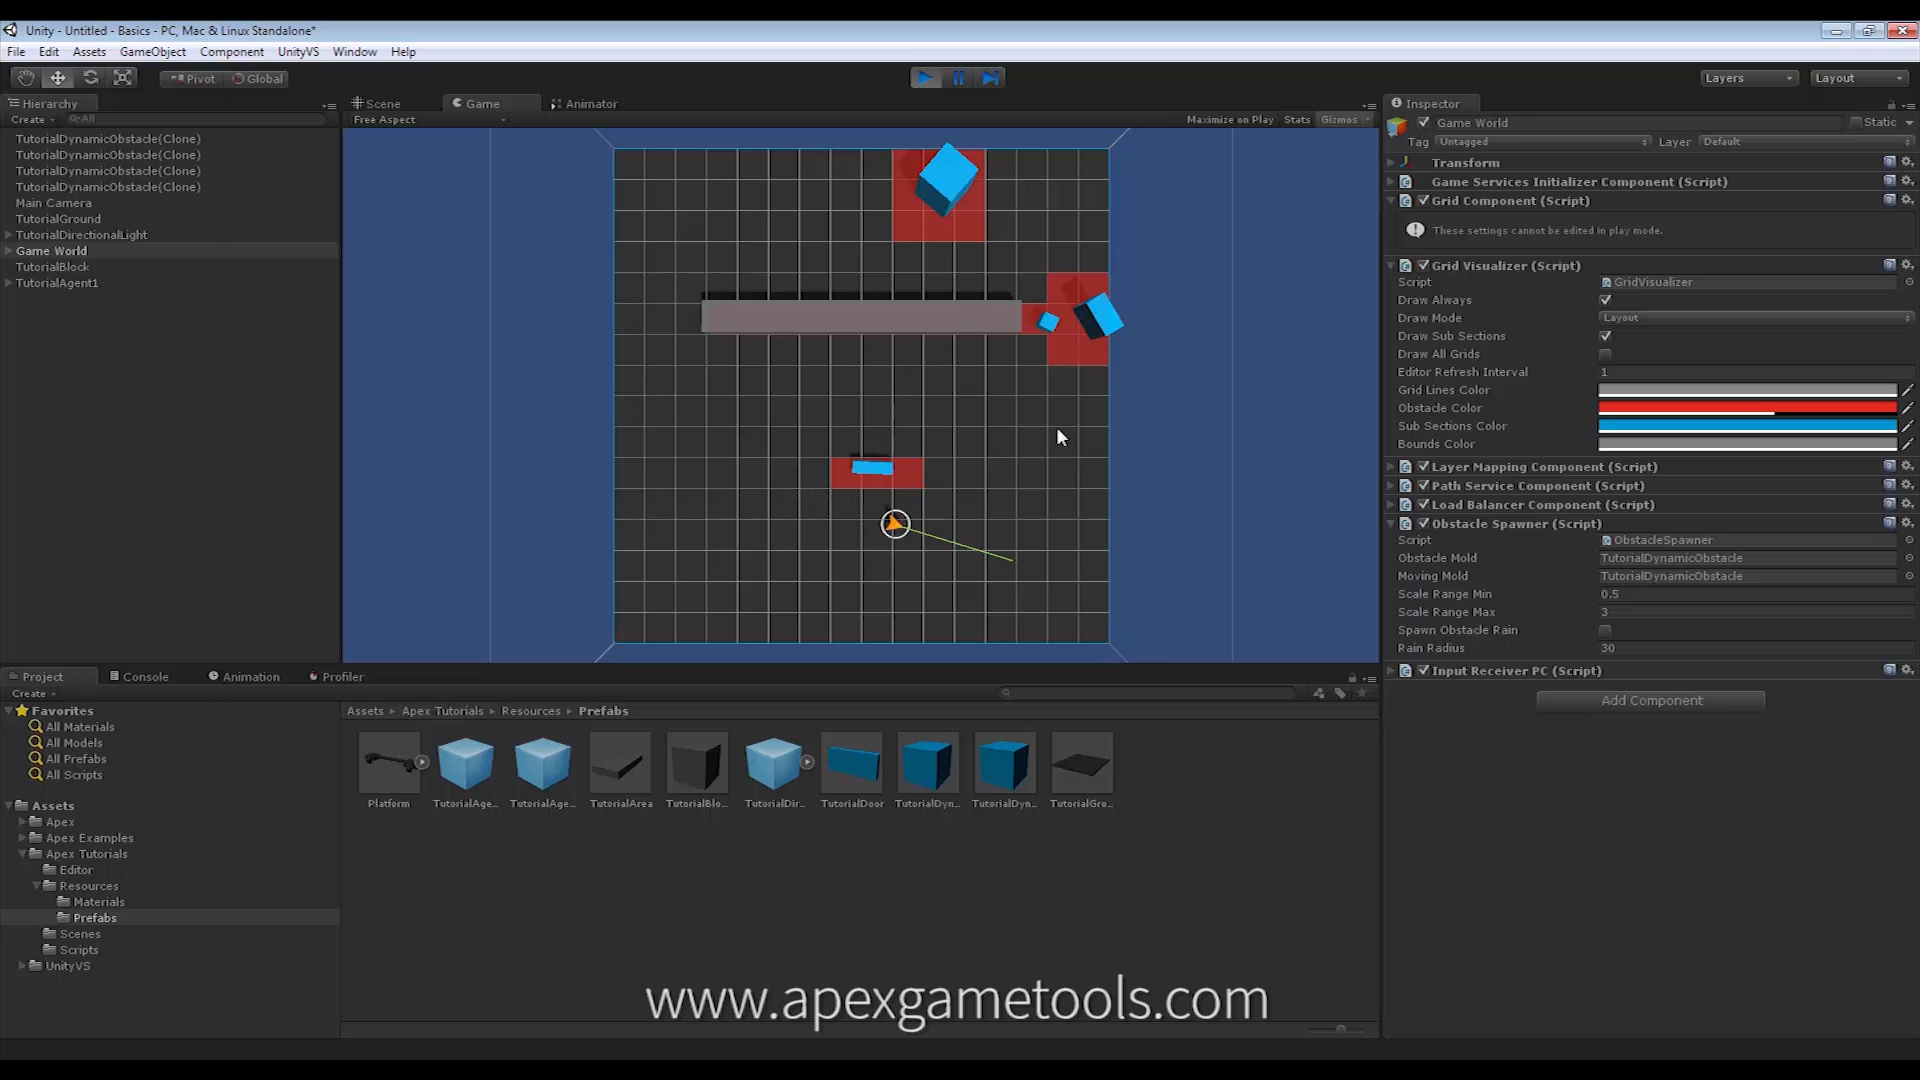 Unity - Untitled - Basics - PC, Mac & Linux Standalone*
File Edit Assets GameObject Component UnityVS Window Help
Pivot Global Layers Layout
Hierarchy
Create All
TutorialDynamicObstacle(Clone)
TutorialDynamicObstacle(Clone)
TutorialDynamicObstacle(Clone)
TutorialDynamicObstacle(Clone)
Main Camera
TutorialGround
TutorialDirectionalLight
Game World
TutorialBlock
TutorialAgent1
Scene Game Animator
Free Aspect Maximize on Play Stats Gizmos
Inspector
Game World Static
Tag Untagged Layer Default
Transform
Game Services Initializer Component (Script)
Grid Component (Script)
These settings cannot be edited in play mode.
Grid Visualizer (Script)
Script GridVisualizer
Draw Always
Draw Mode Layout
Draw Sub Sections
Draw All Grids
Editor Refresh Interval 1
Grid Lines Color
Obstacle Color
Sub Sections Color
Bounds Color
Layer Mapping Component (Script)
Path Service Component (Script)
Load Balancer Component (Script)
Obstacle Spawner (Script)
Script ObstacleSpawner
Obstacle Mold TutorialDynamicObstacle
Moving Mold TutorialDynamicObstacle
Scale Range Min 0.5
Scale Range Max 3
Spawn Obstacle Rain
Rain Radius 30
Input Receiver PC (Script)
Add Component
Project Console Animation Profiler
Create
Favorites
All Materials
All Models
All Prefabs
All Scripts
Assets
Apex
Apex Examples
Apex Tutorials
Editor
Resources
Materials
Prefabs
Scenes
Scripts
UnityVS
Assets Apex Tutorials Resources Prefabs
Platform TutorialAge... TutorialAge... TutorialArea TutorialBlo... TutorialDir... TutorialDoor TutorialDyn... TutorialDyn... TutorialGro...
www.apexgametools.com